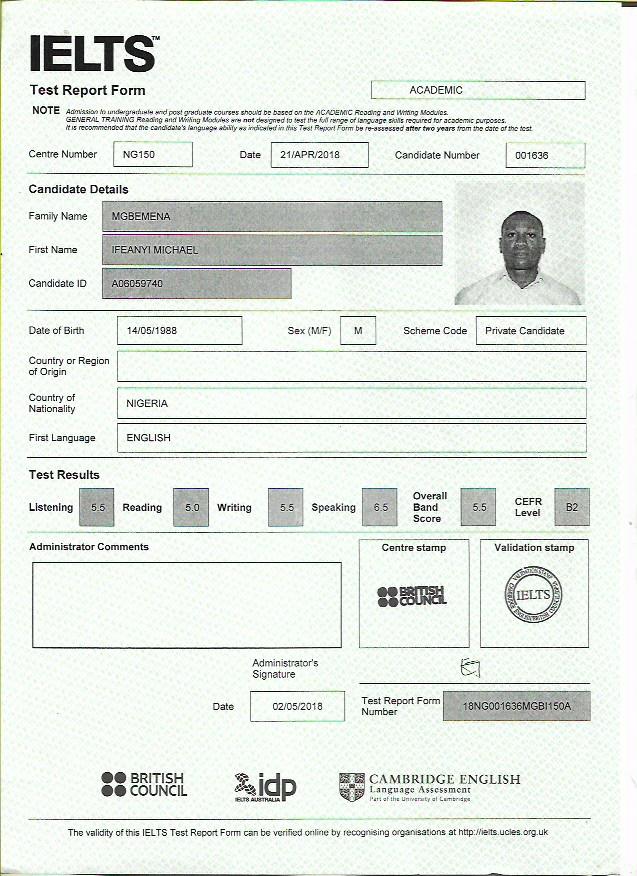 IELTS™
Test Report Form
ACADEMIC
NOTE Admission to undergraduate and post graduate courses should be based on the ACADEMIC Reading and Writing Modules.
GENERAL TRAINING Reading and Writing Modules are not designed to test the full range of language skills required for academic purposes.
It is recommended that the candidate's language ability as indicated in this Test Report Form be re-assessed after two years from the date of the test.
Centre Number NG150 Date 21/APR/2018 Candidate Number 001636
Candidate Details
Family Name MGBEMENA
First Name IFEANYI MICHAEL
Candidate ID A06059740
Date of Birth 14/05/1988 Sex (M/F) M Scheme Code Private Candidate
Country or Region
of Origin
Country of
Nationality NIGERIA
First Language ENGLISH
Test Results
Listening 5.5 Reading 5.0 Writing 5.5 Speaking 6.5 Overall Band Score 5.5 CEFR Level B2
Administrator Comments
Centre stamp
BRITISH
COUNCIL
Validation stamp
IELTS
Administrator's
Signature
Date 02/05/2018
Test Report Form
Number 18NG001636MGBI150A
BRITISH
COUNCIL
idp
IELTS AUSTRALIA
CAMBRIDGE ENGLISH
Language Assessment
Part of the University of Cambridge
The validity of this IELTS Test Report Form can be verified online by recognising organisations at http://ielts.ucles.org.uk